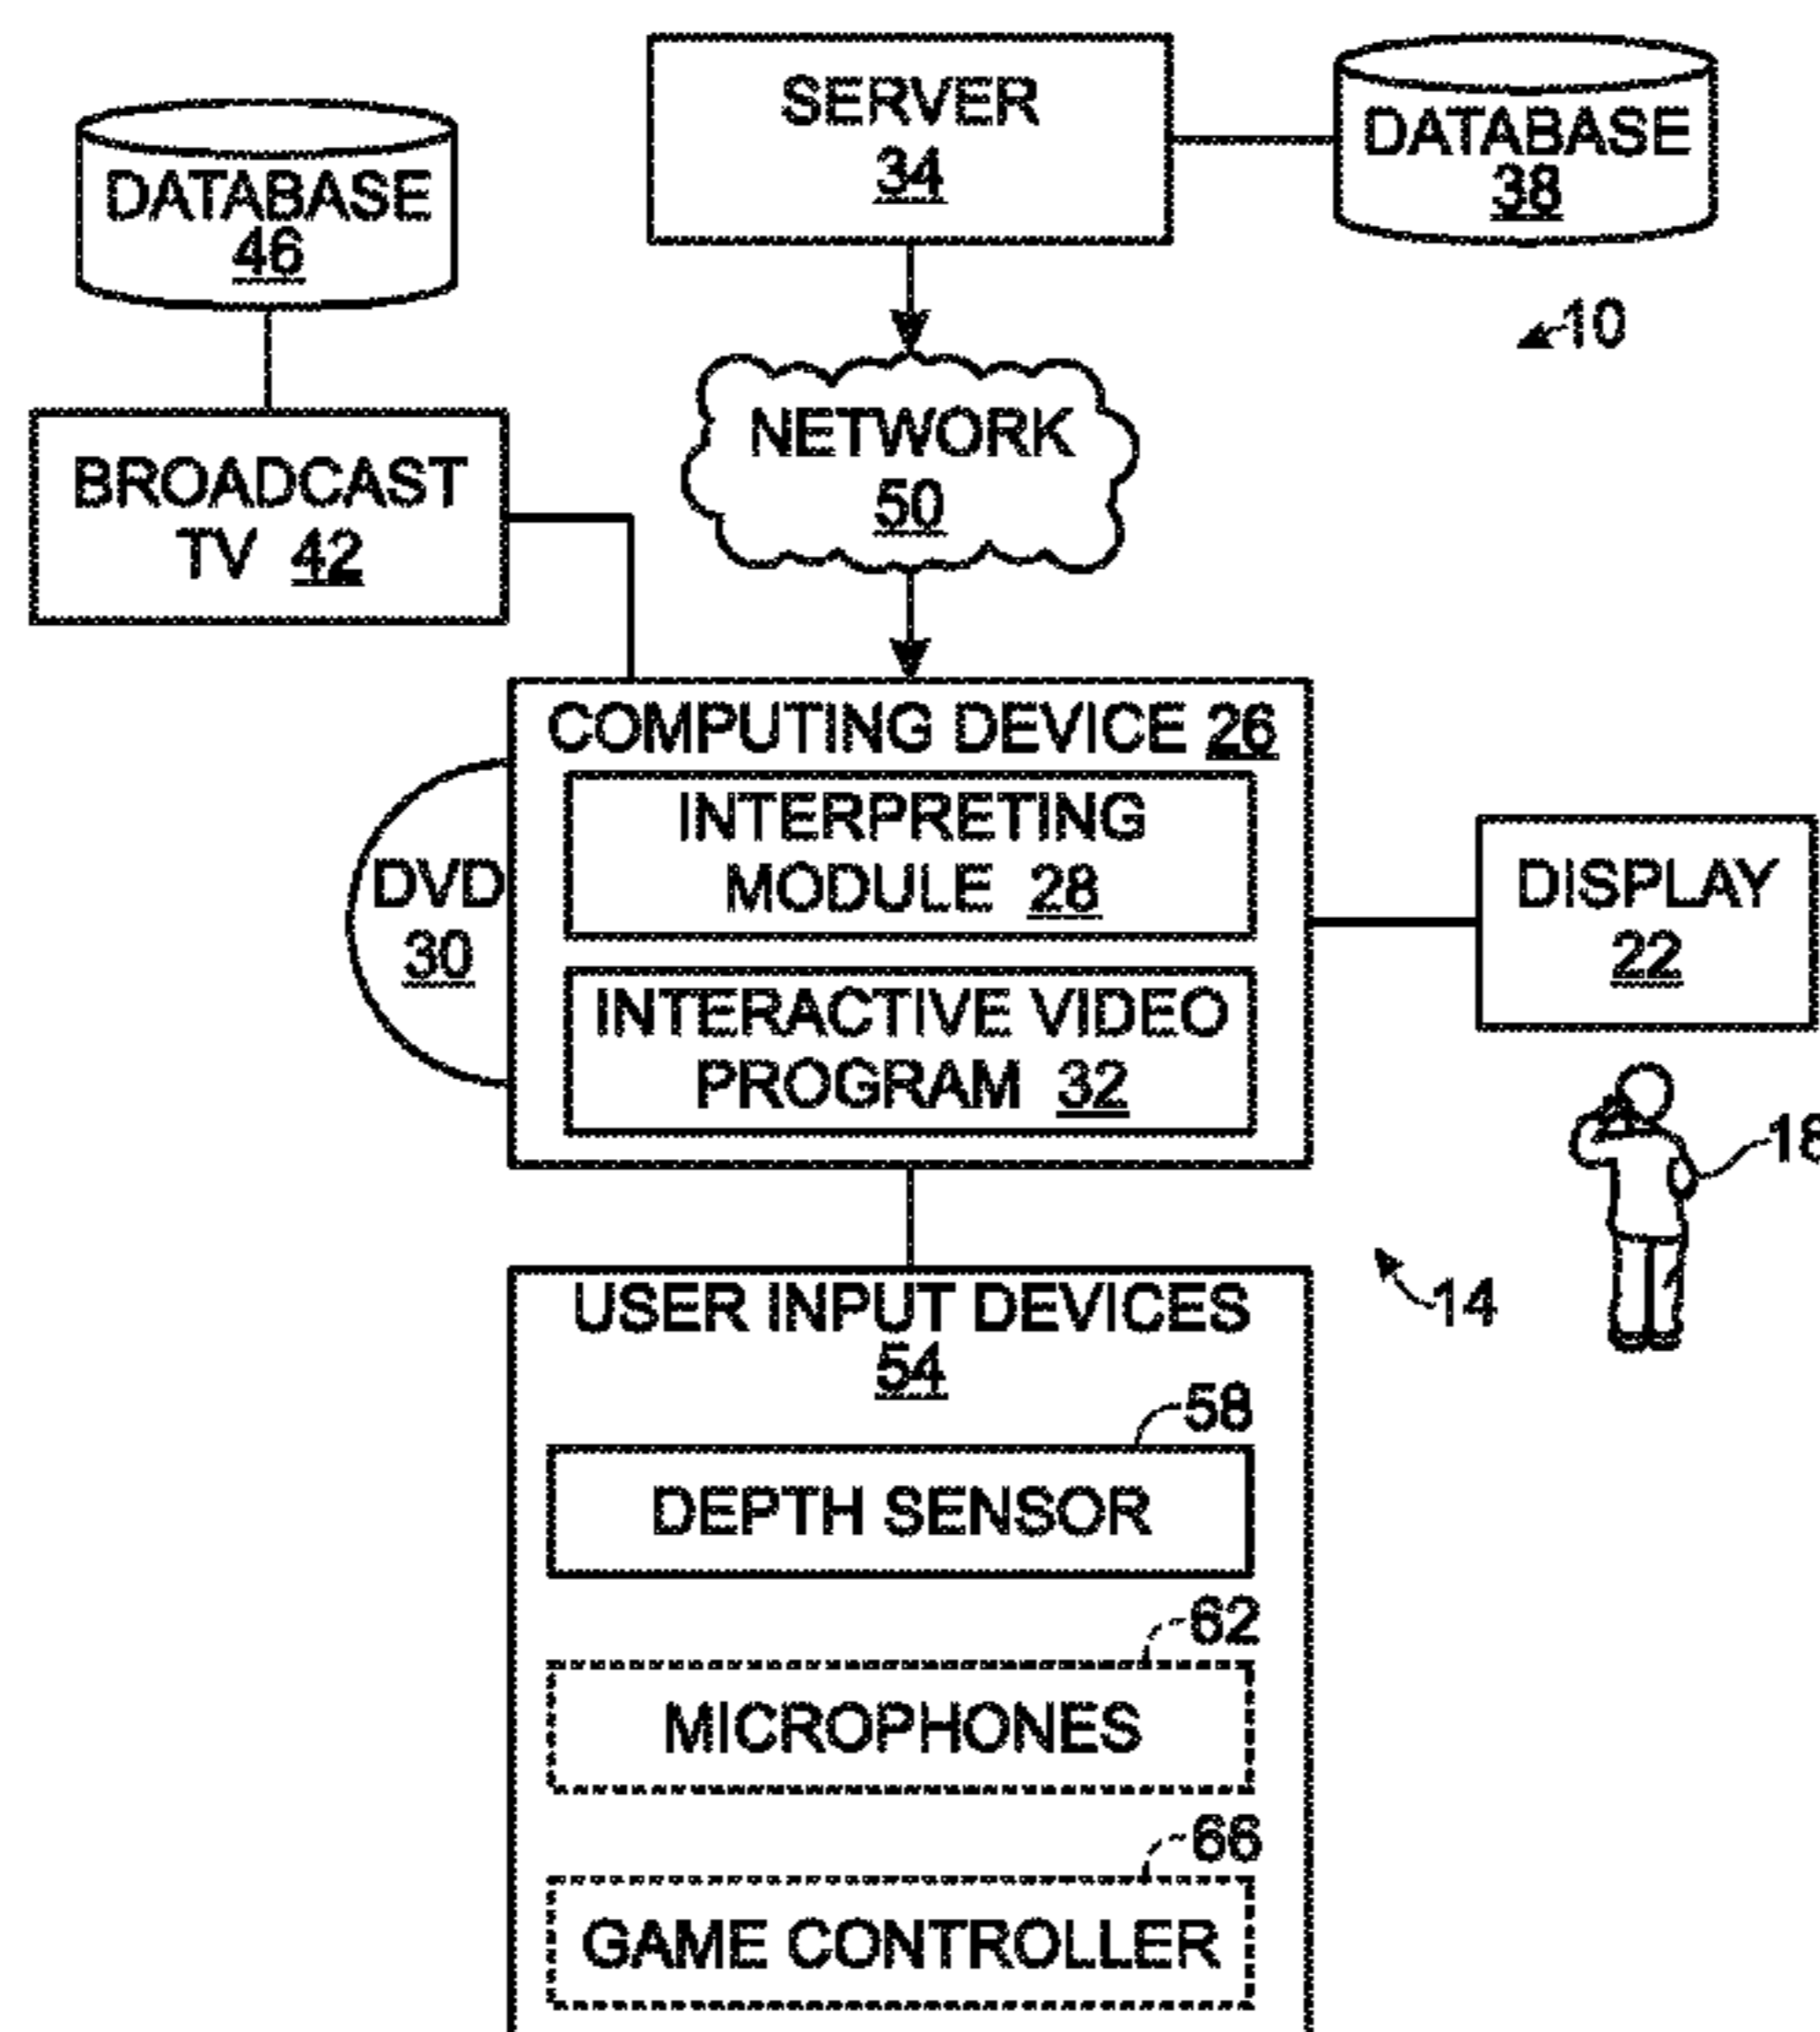 SERVER
34
DATABASE
38
DATABASE
46
10
NETWORK
50
BROADCAST
TV 42
COMPUTING DEVICE 26
INTERPRETING
MODULE 28
DVD
30
DISPLAY
22
INTERACTIVE VIDEO
PROGRAM 32
18
14
USER INPUT DEVICES
54
58
DEPTH SENSOR
62
MICROPHONES
66
GAME CONTROLLER